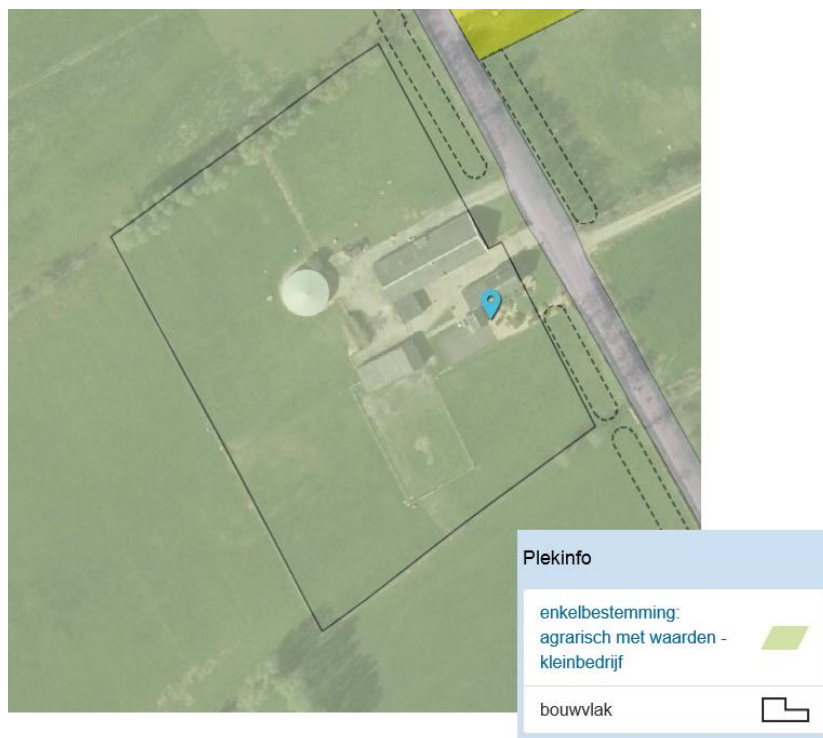 Plekinfo
enkelbestemming:
agrarisch met waarden -
kleinbedrijf
bouwvlak